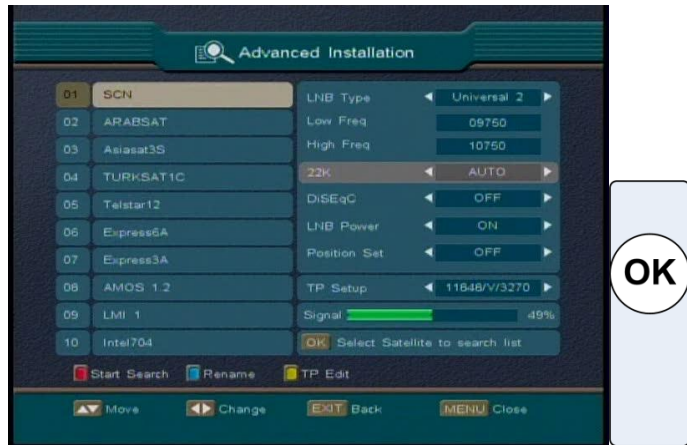 Advanced Installation
01 SCN
02 ARABSAT
03 Asiasat3S
04 TURKSAT1C
05 Telstar12
06 Express6A
07 Express3A
08 AMOS 1.2
09 LMI 1
10 Intel704
LNB Type Universal 2
Low Freq 09750
High Freq 10750
22K AUTO
DiSEqC OFF
LNB Power ON
Position Set OFF
TP Setup 11648/V/3270
Signal 49%
OK Select Satellite to search list
Start Search Rename TP Edit
Move Change EXIT Back MENU Close
OK